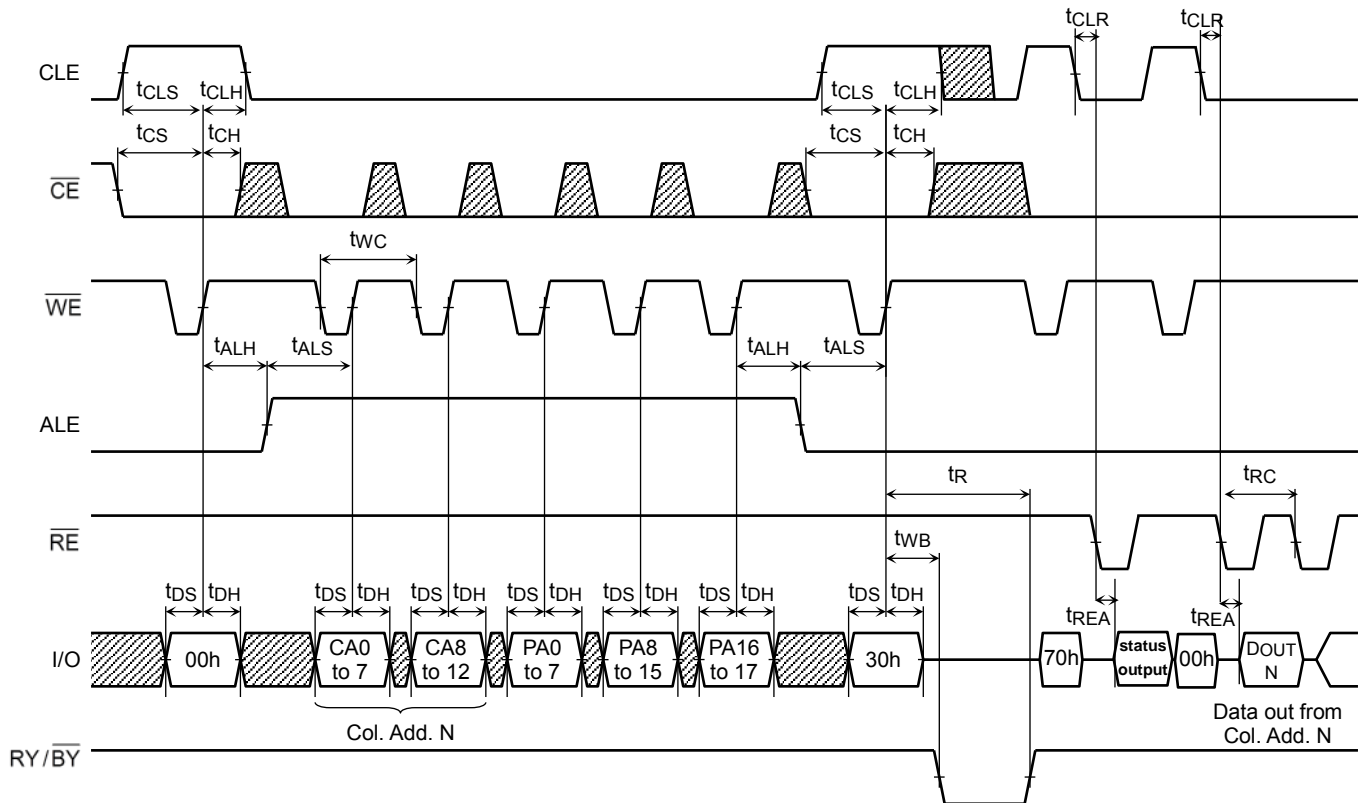 tCLR tCLR
CLE
tCLS tCLH tCLS tCLH
tCS tCH tCS tCH
CE
tWC
WE
tALH tALS tALH tALS
ALE
tR tRC
RE
tWB
tDS tDH tDS tDH tDS tDH tDS tDH tDS tDH tDS tDH tDS tDH
tREA tREA
I/O
00h
CA0 to 7
CA8 to 12
PA0 to 7
PA8 to 15
PA16 to 17
30h
70h
status output
00h
DOUT N
Col. Add. N
Data out from
Col. Add. N
RY/BY